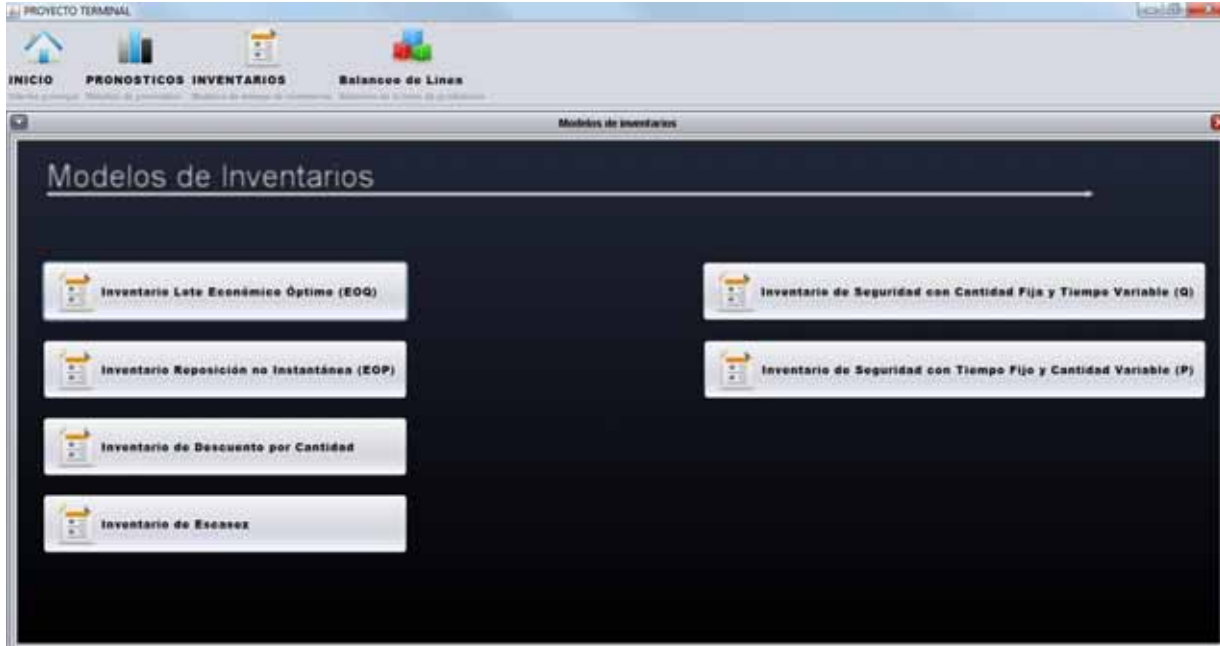 PROYECTO TERMINAL
INICIO PRONOSTICOS INVENTARIOS Balanceo de Linea
Modelos de inventarios
Modelos de Inventarios
Inventario Lote Económico Óptimo (EOQ)
Inventario de Seguridad con Cantidad Fija y Tiempo Variable (Q)
Inventario Reposición no Instantánea (EOP)
Inventario de Seguridad con Tiempo Fijo y Cantidad Variable (P)
Inventario de Descuento por Cantidad
Inventario de Escasez